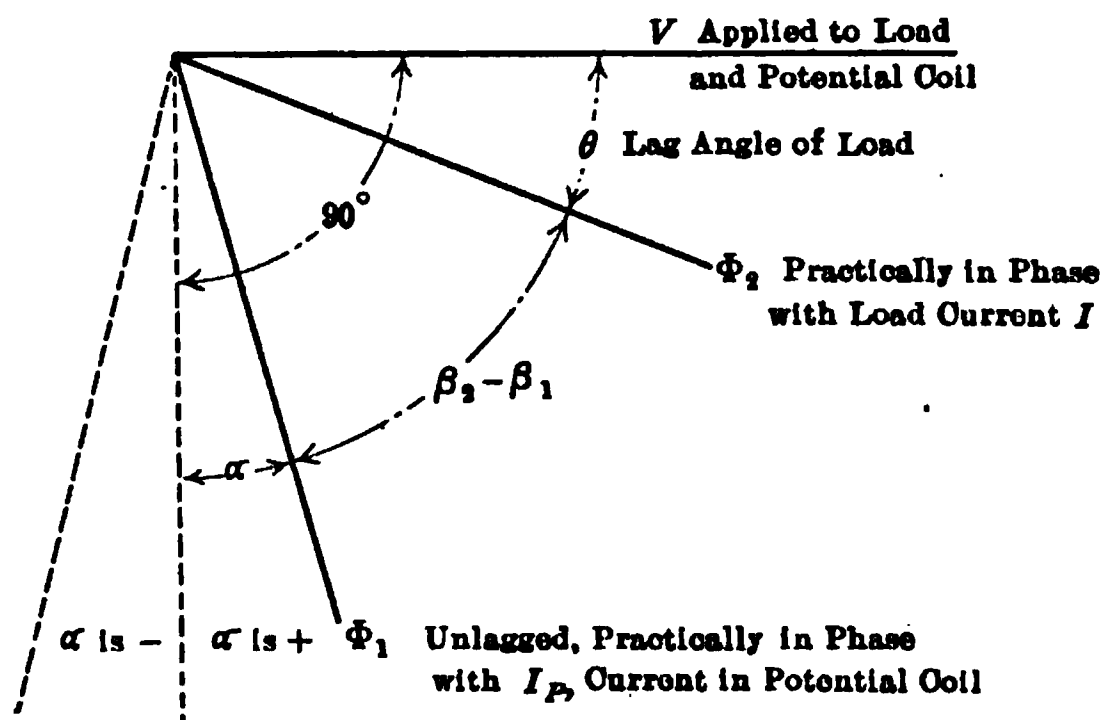 V Applied to Load
and Potential Coil
θ Lag Angle of Load
90°
Φ₂ Practically in Phase
with Load Current I
β₂−β₁
α
α is −
α is +
Φ₁ Unlagged, Practically in Phase
with I_P, Current in Potential Coil